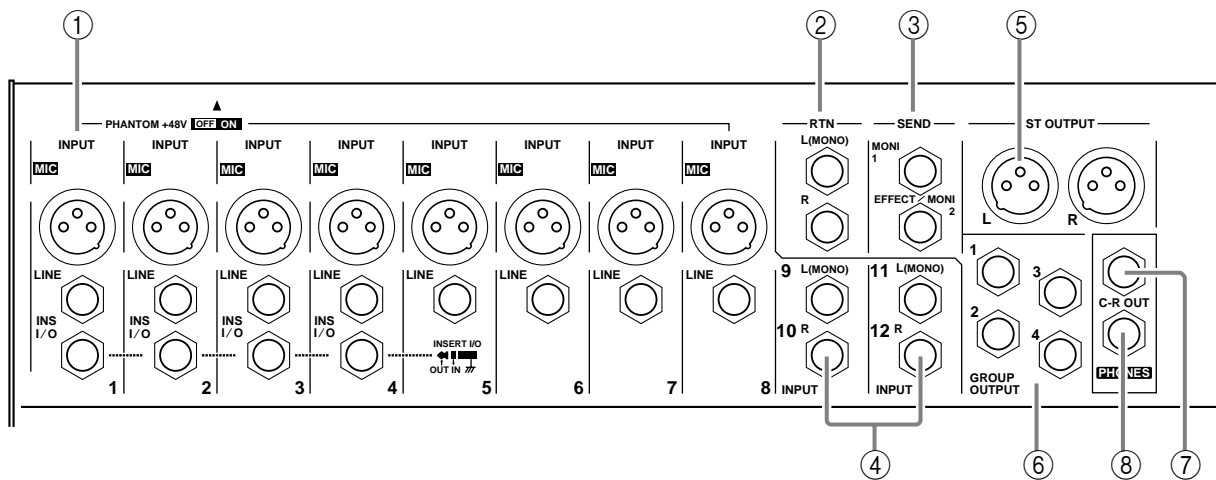 ① ② ③ ⑤
PHANTOM +48V OFF ON
RTN SEND ST OUTPUT
INPUT INPUT INPUT INPUT INPUT INPUT INPUT INPUT
MIC MIC MIC MIC MIC MIC MIC MIC
L(MONO) MONI 1
R EFFECT/MONI 2
L R
LINE LINE LINE LINE LINE LINE LINE LINE
9 L(MONO) 11 L(MONO)
1 3
C-R OUT
INS I/O INS I/O INS I/O INS I/O
INSERT I/O
OUT IN
10 R 12 R
2 4
PHONES
1 2 3 4 5 6 7 8
INPUT INPUT
GROUP OUTPUT
④ ⑥ ⑧ ⑦